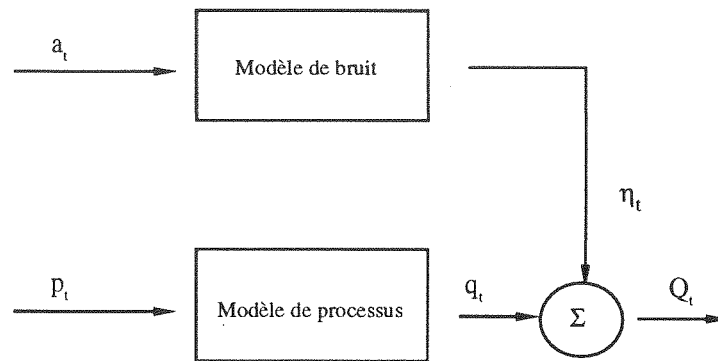 a_t
Modèle de bruit
η_t
p_t
Modèle de processus
q_t
Σ
Q_t